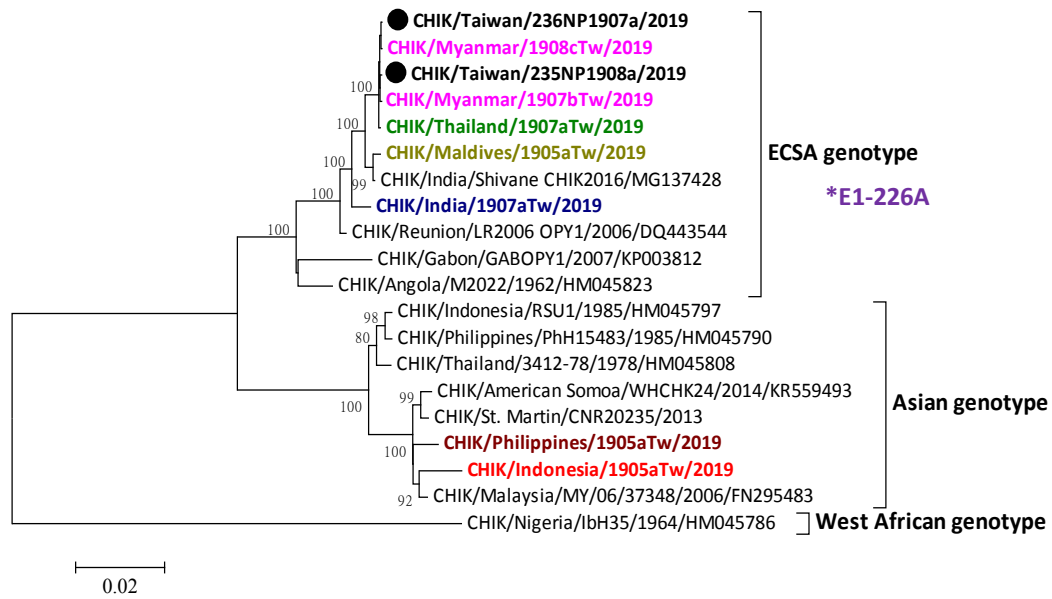 CHIK/Taiwan/236NP1907a/2019
CHIK/Myanmar/1908cTw/2019
CHIK/Taiwan/235NP1908a/2019
100
CHIK/Myanmar/1907bTw/2019
100
CHIK/Thailand/1907aTw/2019
CHIK/Maldives/1905aTw/2019
ECSA genotype
100
99
CHIK/India/Shivane CHIK2016/MG137428
*E1-226A
100
CHIK/India/1907aTw/2019
100
CHIK/Reunion/LR2006 OPY1/2006/DQ443544
CHIK/Gabon/GABOPY1/2007/KP003812
CHIK/Angola/M2022/1962/HM045823
98
CHIK/Indonesia/RSU1/1985/HM045797
80
CHIK/Philippines/PhH15483/1985/HM045790
CHIK/Thailand/3412-78/1978/HM045808
99
CHIK/American Somoa/WHCHK24/2014/KR559493
100
CHIK/St. Martin/CNR20235/2013
Asian genotype
100
CHIK/Philippines/1905aTw/2019
CHIK/Indonesia/1905aTw/2019
92
CHIK/Malaysia/MY/06/37348/2006/FN295483
CHIK/Nigeria/IbH35/1964/HM045786
West African genotype
0.02